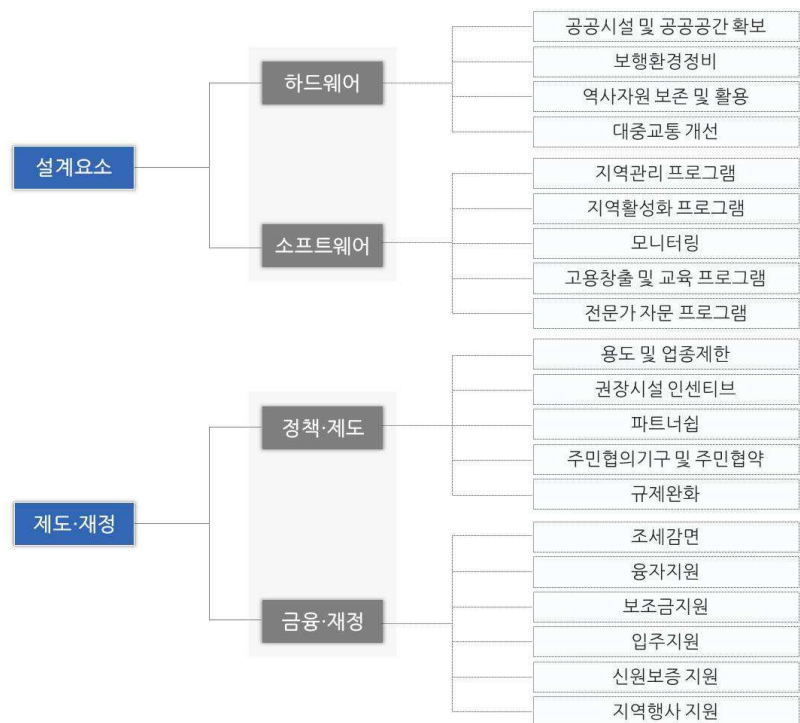 설계요소
하드웨어
공공시설 및 공공공간 확보
보행환경정비
역사자원 보존 및 활용
대중교통 개선
소프트웨어
지역관리 프로그램
지역활성화 프로그램
모니터링
고용창출 및 교육 프로그램
전문가 자문 프로그램
제도·재정
정책·제도
용도 및 업종제한
권장시설 인센티브
파트너쉽
주민협의기구 및 주민협약
규제완화
금융·재정
조세감면
융자지원
보조금지원
입주지원
신원보증 지원
지역행사 지원